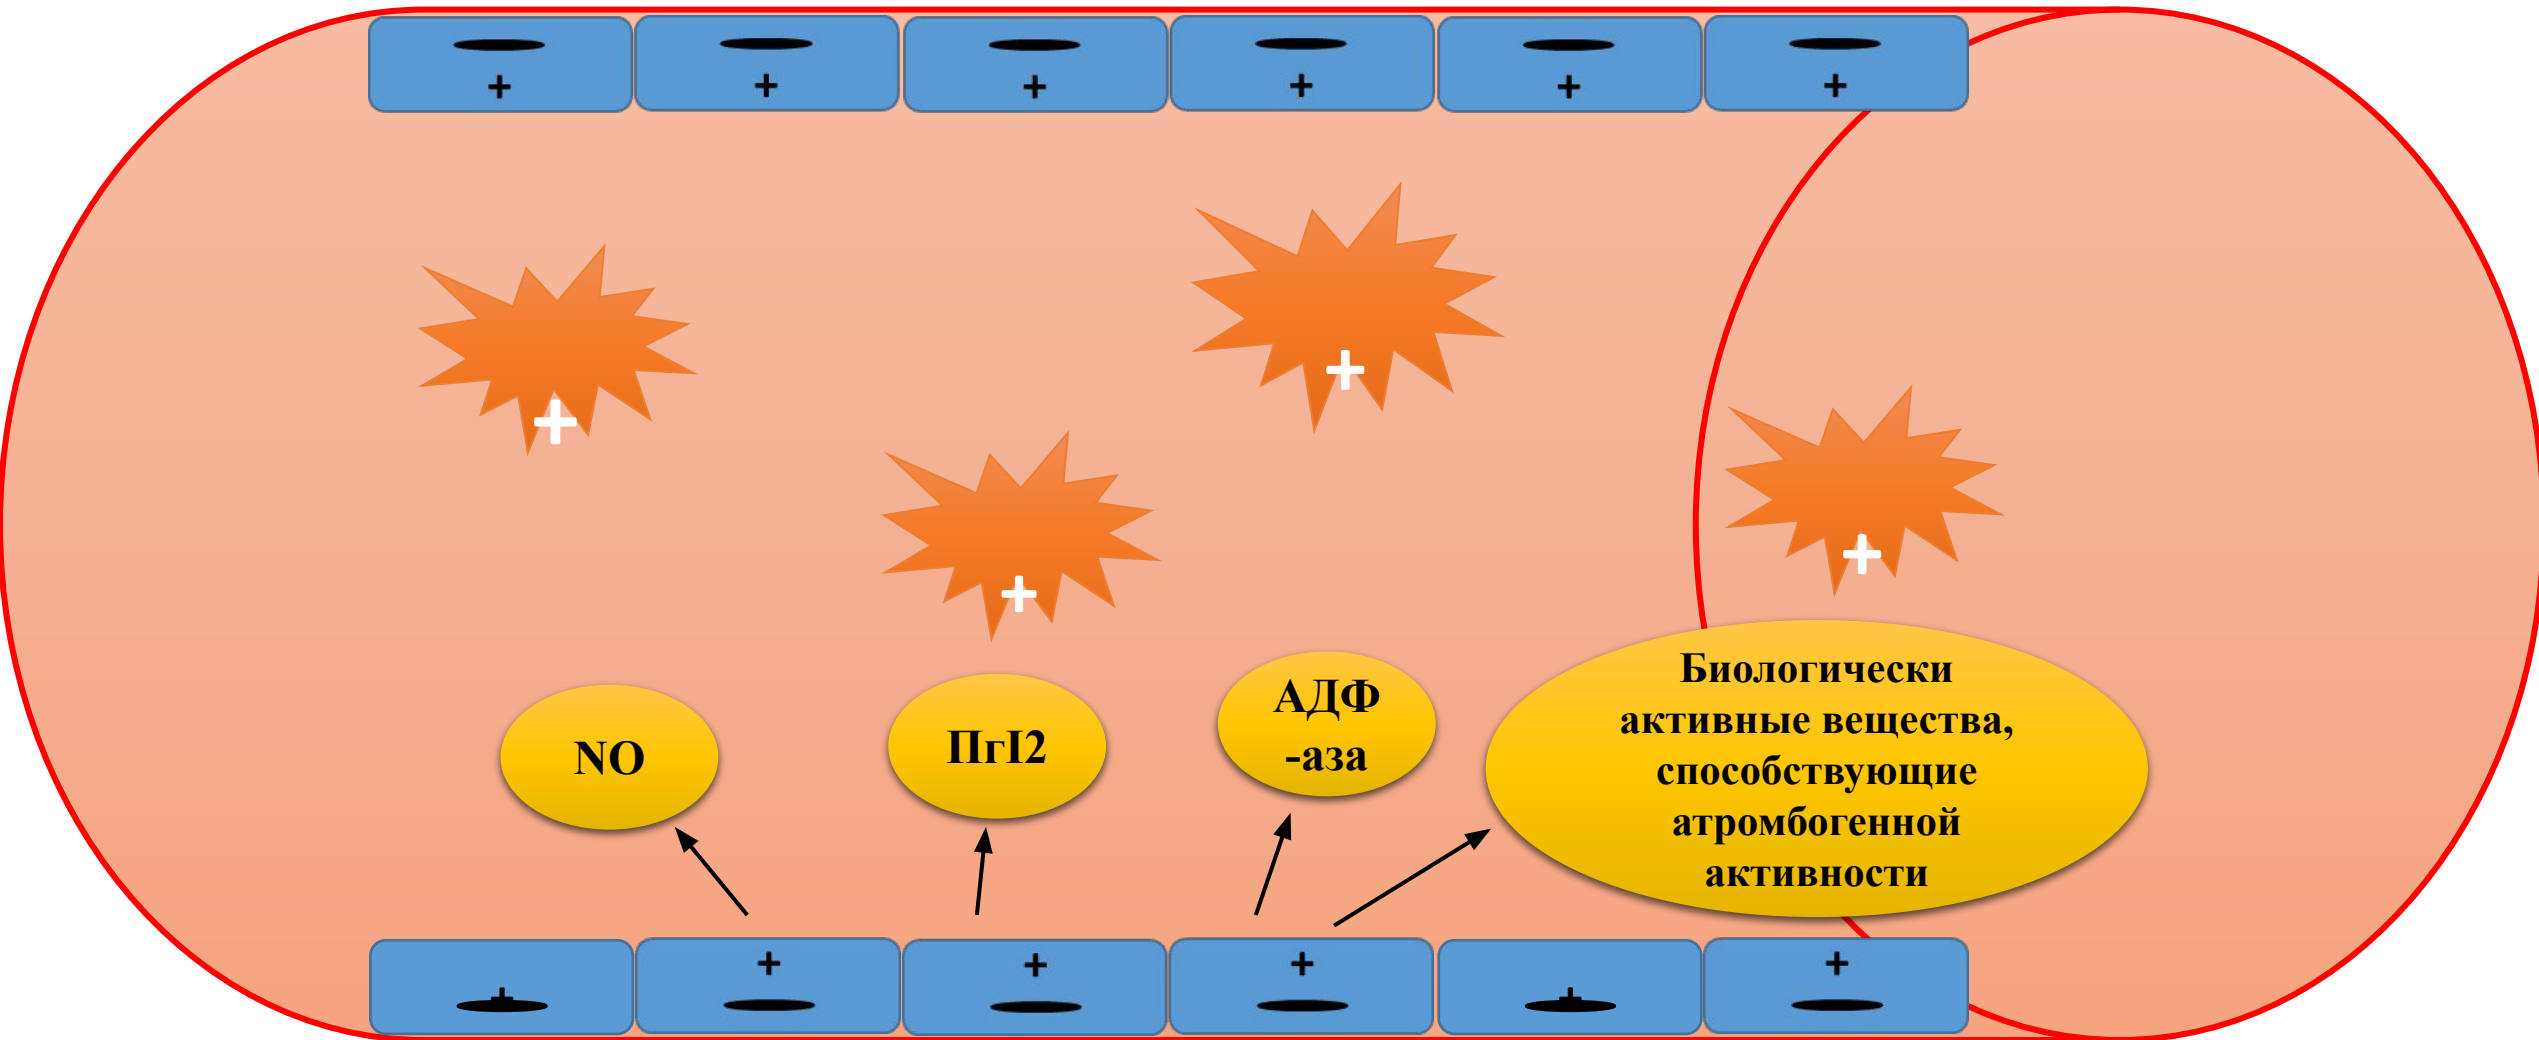 NO
ПгI2
АДФ
-аза
Биологически
активные вещества,
способствующие
атромбогенной
активности